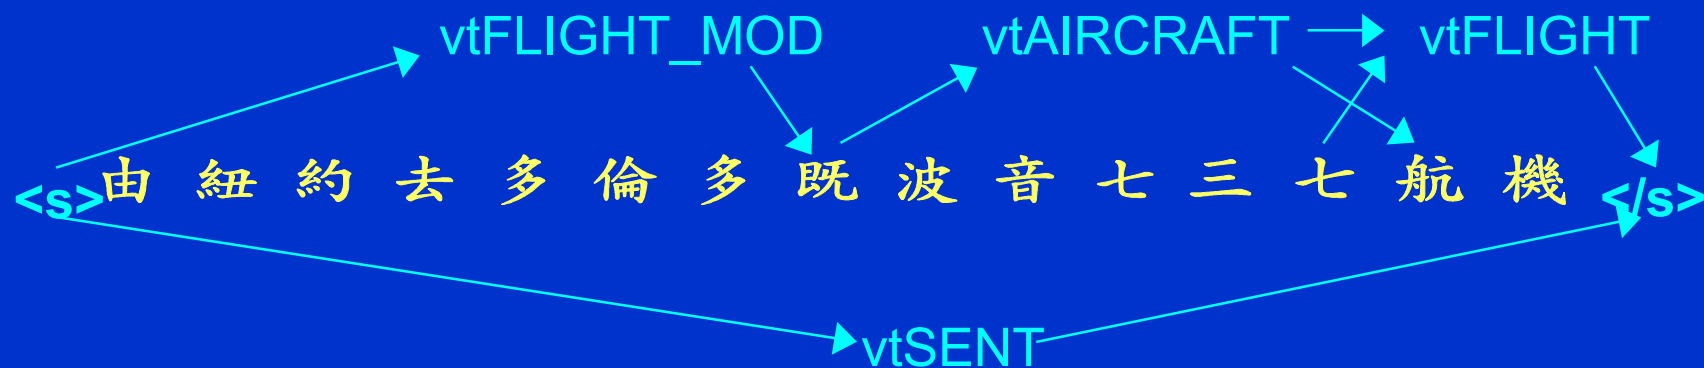 vtFLIGHT_MOD vtAIRCRAFT vtFLIGHT
<s>由 紐 約 去 多 倫 多 既 波 音 七 三 七 航 機 </s>
vtSENT